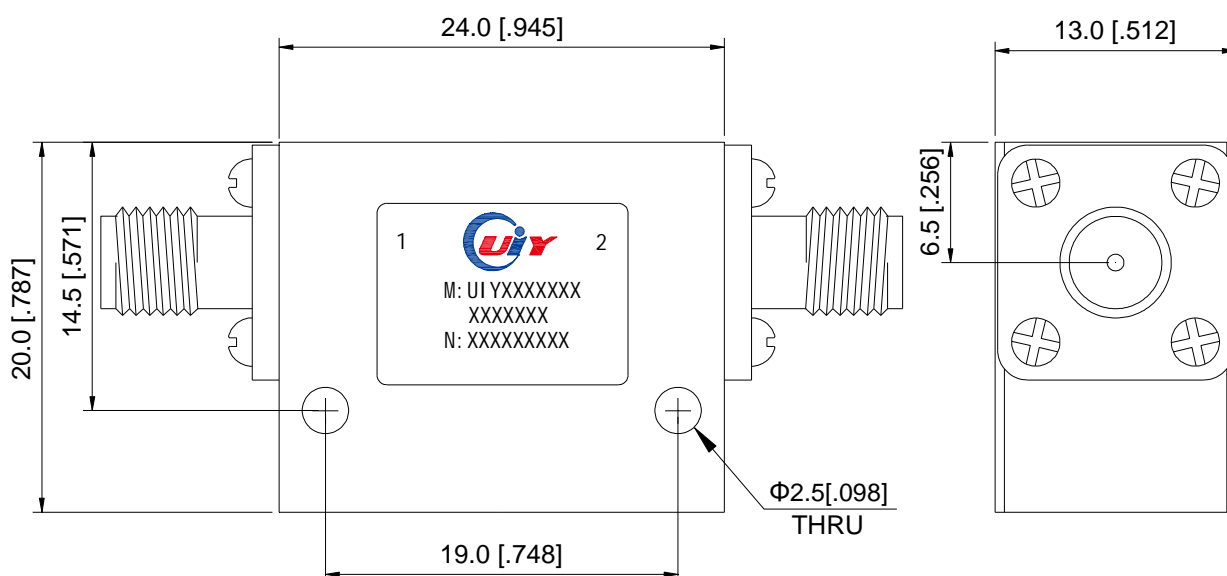 24.0 [.945]
13.0 [.512]
20.0 [.787]
14.5 [.571]
6.5 [.256]
1
UiY
2
M: UIYXXXXXXX
XXXXXXX
N: XXXXXXXXX
Φ2.5[.098]
THRU
19.0 [.748]